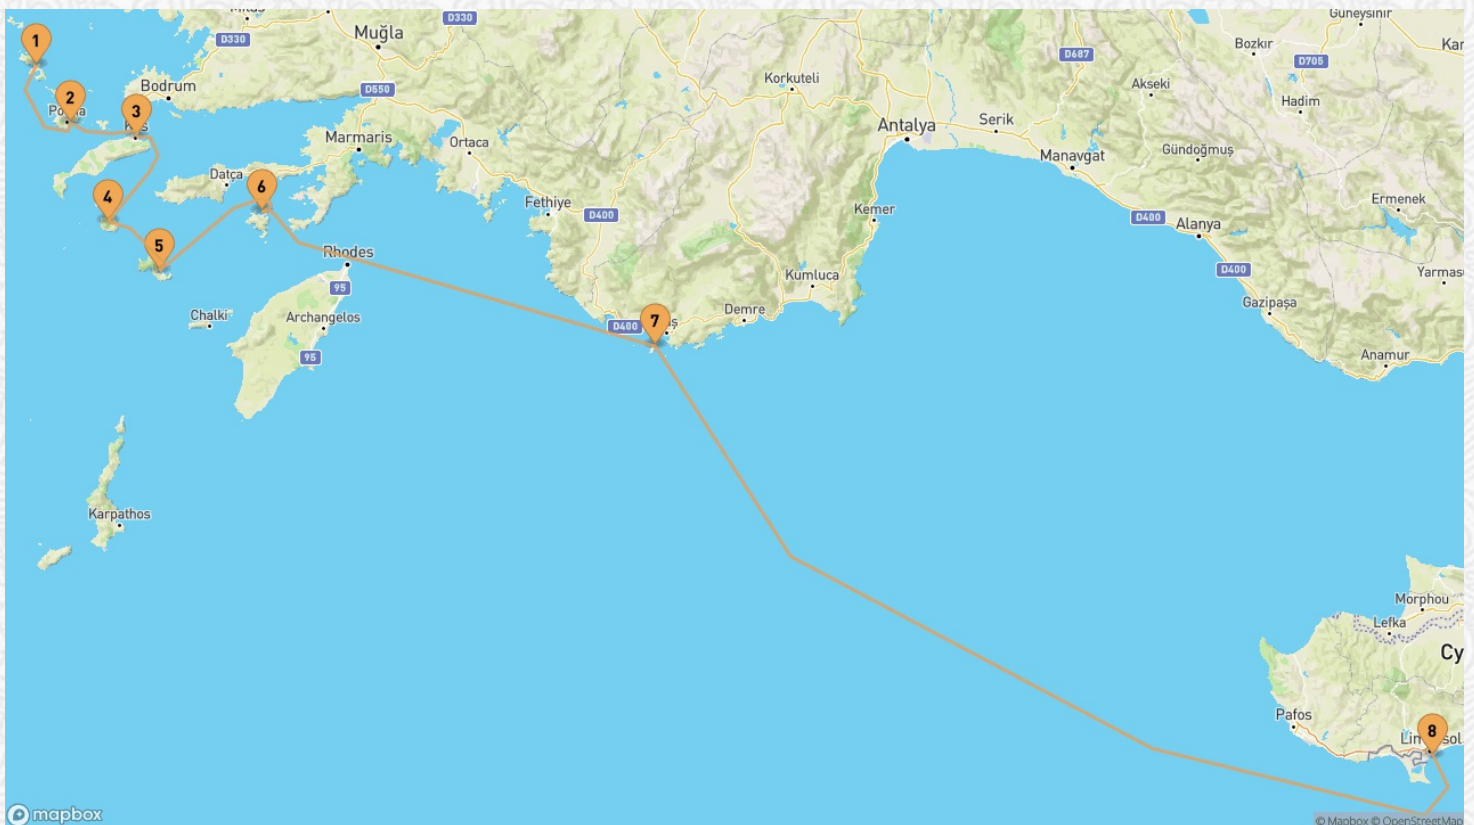 Güneysınır
D330
1
D330
Muğla
Bozkır
D687
D705
Korkuteli
Akseki
Bodrum
D550
2
Hadim
3
Antalya
Serik
Marmaris
Ortaca
Gündoğmuş
Manavgat
Datça
6
4
Ermenek
Fethiye
D400
Kemer
D400
Alanya
5
Rhodes
D400
Yarmas
Kumluca
95
Gazipaşa
Chalki
Archangelos
Demre
7
D400
95
Anamur
Karpathos
Morphou
Lefka
Cy
Pafos
8
mapbox
© Mapbox © OpenStreetMap